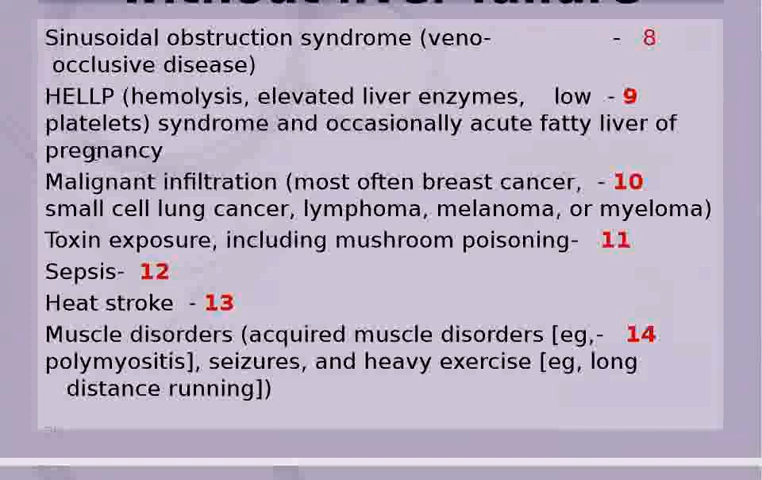 without liver failure
Sinusoidal obstruction syndrome (veno- - 8
occlusive disease)
HELLP (hemolysis, elevated liver enzymes, low - 9
platelets) syndrome and occasionally acute fatty liver of
pregnancy
Malignant infiltration (most often breast cancer, - 10
small cell lung cancer, lymphoma, melanoma, or myeloma)
Toxin exposure, including mushroom poisoning- 11
Sepsis- 12
Heat stroke - 13
Muscle disorders (acquired muscle disorders [eg,- 14
polymyositis], seizures, and heavy exercise [eg, long
distance running])